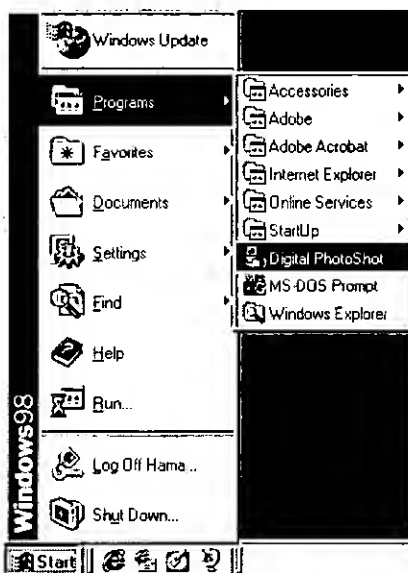 Windows Update
Programs
Favorites
Documents
Settings
Find
Help
Run...
Log Off Hama...
Shut Down...
Windows98
Start
Accessories
Adobe
Adobe Acrobat
Internet Explorer
Online Services
StartUp
Digital PhotoShot
MS-DOS Prompt
Windows Explorer